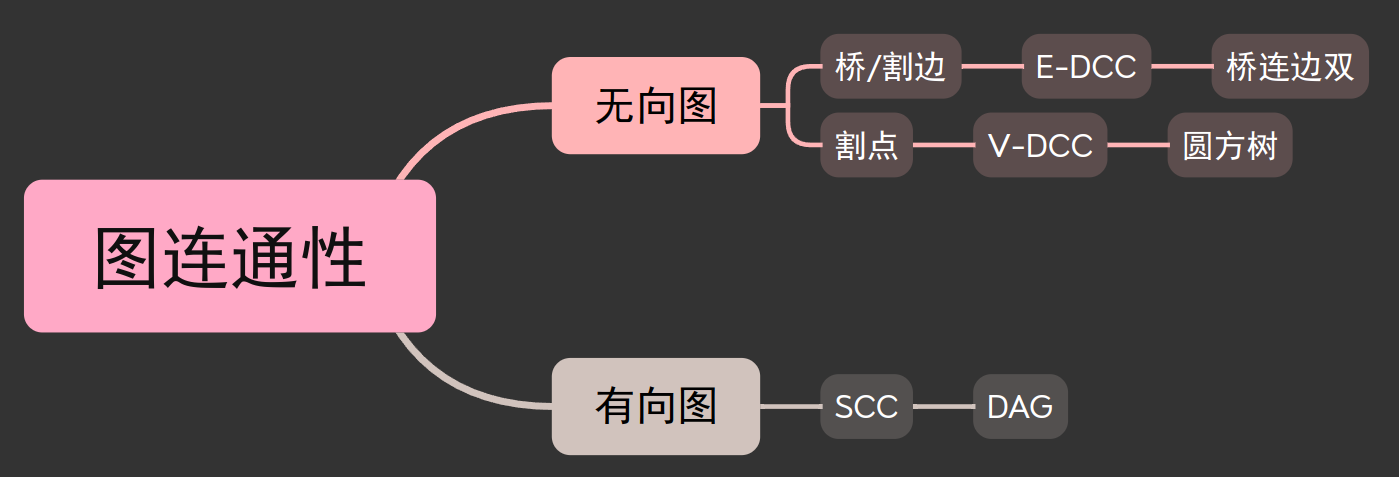 图连通性
无向图
桥/割边
E-DCC
桥连边双
割点
V-DCC
圆方树
有向图
SCC
DAG